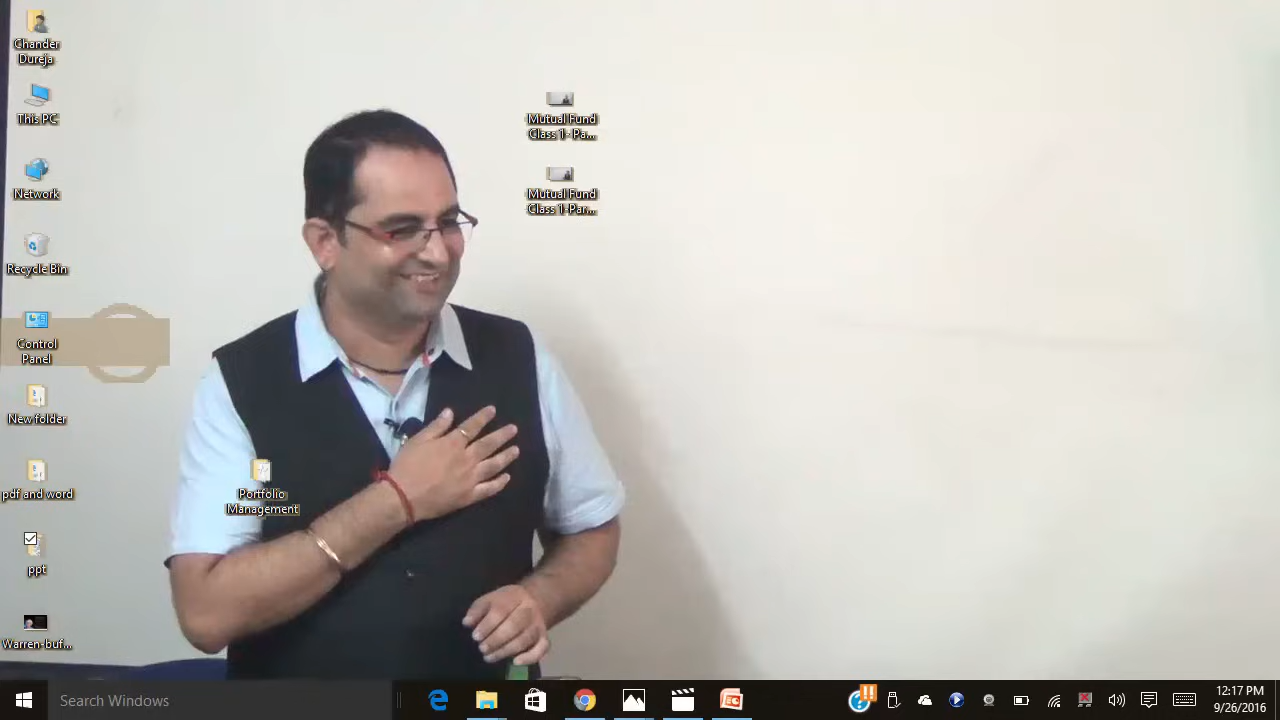 Chander
Dureja
This PC
Network
Recycle Bin
Control
Panel
New folder
pdf and word
ppt
Warren-buf...
Mutual Fund
Class 1- Pa...
Mutual Fund
Class 1-Par...
Portfolio
Management
Search Windows
12:17 PM
9/26/2016